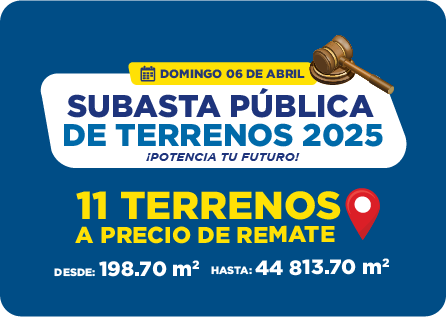 DOMINGO 06 DE ABRIL
SUBASTA PÚBLICA
DE TERRENOS 2025
¡POTENCIA TU FUTURO!
11 TERRENOS
A PRECIO DE REMATE
DESDE: 198.70 m² HASTA: 44 813.70 m²